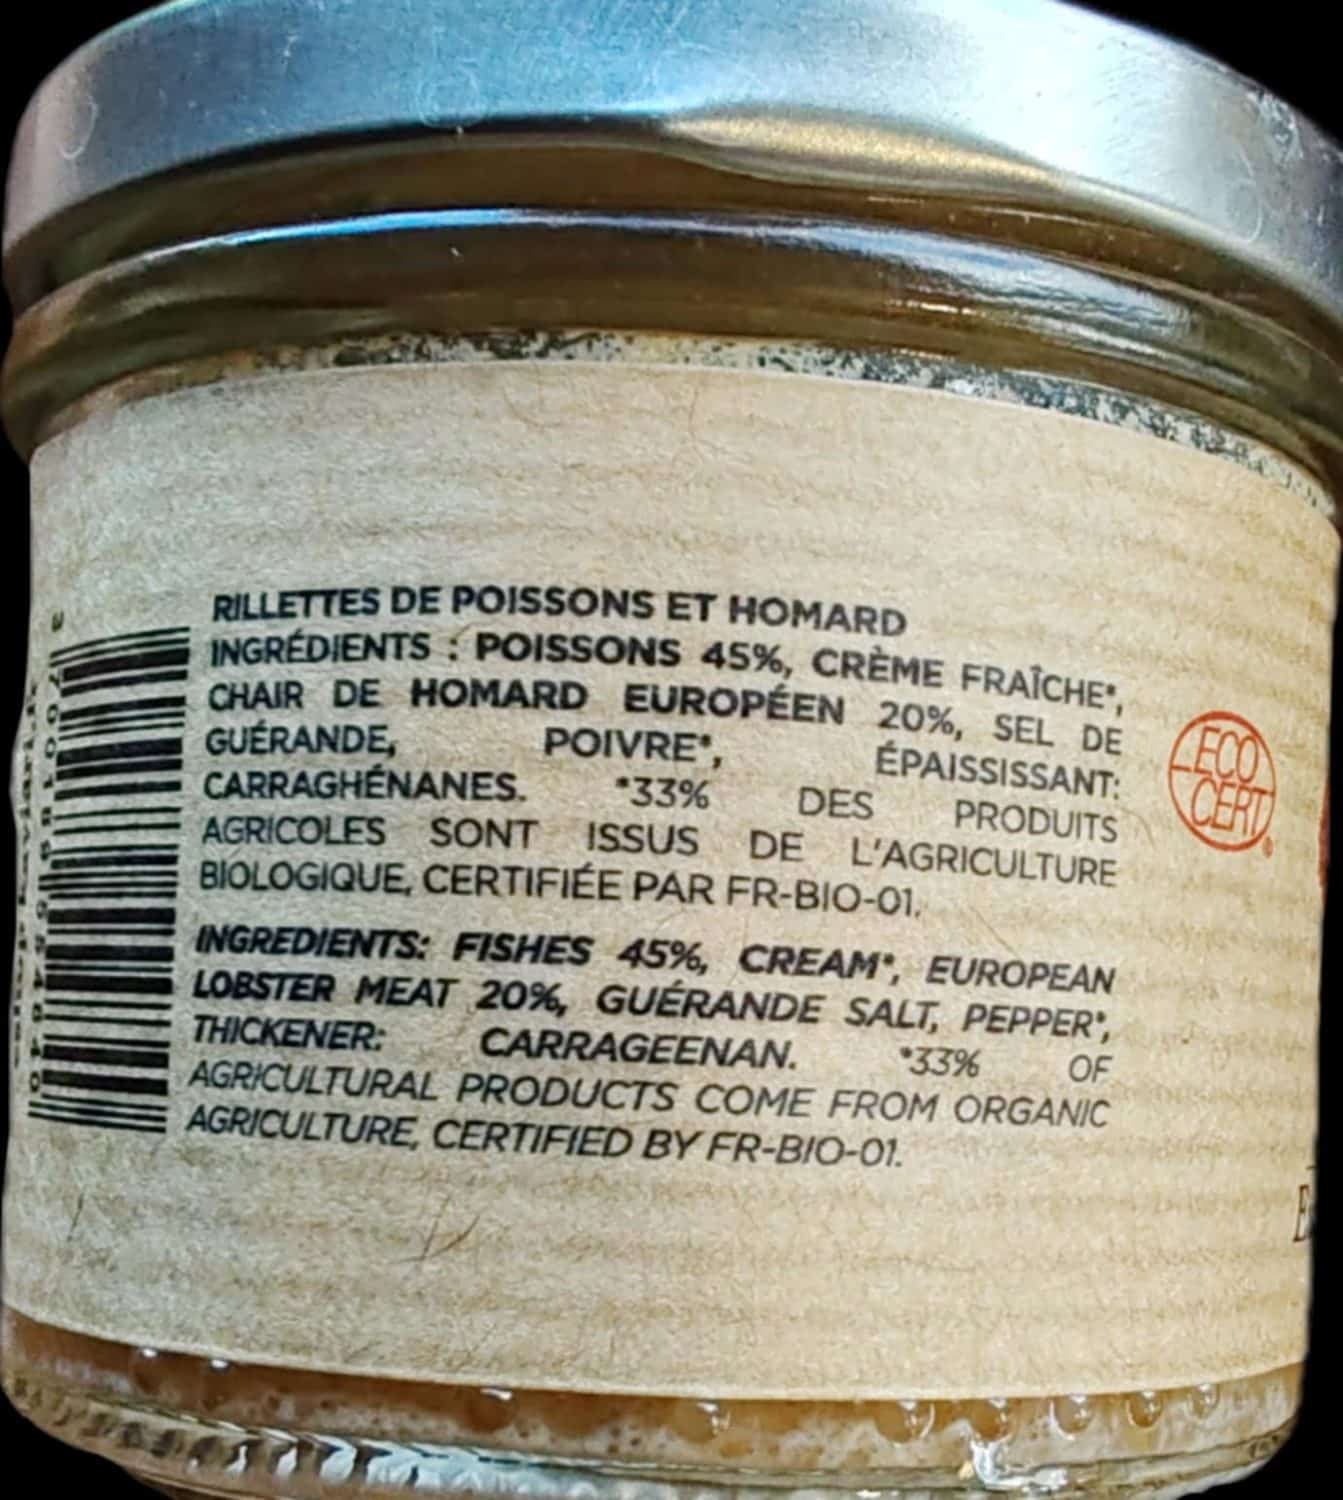 RILLETTES DE POISSONS ET HOMARD
INGRÉDIENTS : POISSONS 45%, CRÈME FRAÎCHE*,
CHAIR DE HOMARD EUROPÉEN 20%, SEL DE
GUÉRANDE, POIVRE*, ÉPAISSISSANT:
CARRAGHÉNANES. *33% DES PRODUITS
AGRICOLES SONT ISSUS DE L'AGRICULTURE
BIOLOGIQUE, CERTIFIÉE PAR FR-BIO-01.
INGREDIENTS: FISHES 45%, CREAM*, EUROPEAN
LOBSTER MEAT 20%, GUÉRANDE SALT, PEPPER*,
THICKENER: CARRAGEENAN. *33% OF
AGRICULTURAL PRODUCTS COME FROM ORGANIC
AGRICULTURE, CERTIFIED BY FR-BIO-01.
ECO
CERT®